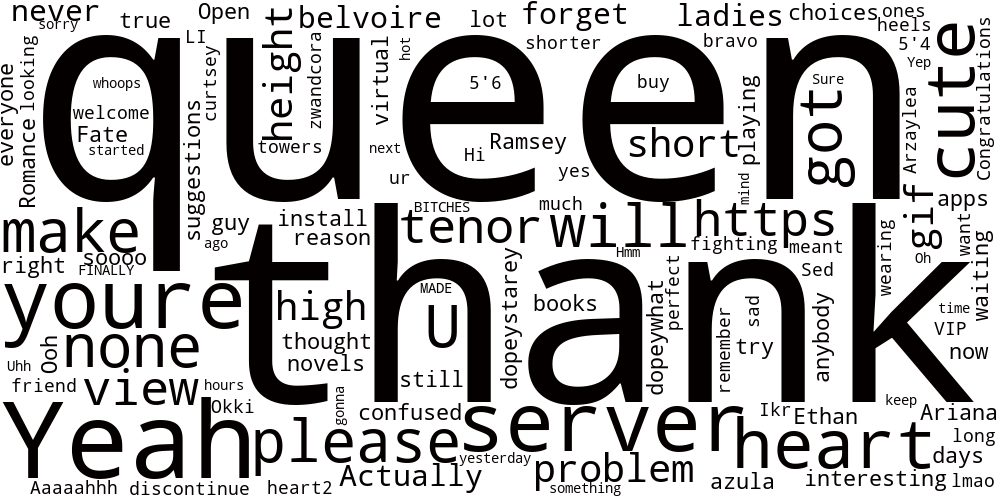 never
sorry
true
Open
LI
belvoire
lot
forget
ladies
choices
ones
heels
5'4
Yep
shorter
bravo
hot
queen
height
cute
Congratulations
everyone
looking
Romance
whoops
welcome
Fate
started
suggestions
curtsey
zwandcora
towers
virtual
next
ur
5'6
Hi
Ramsey
yes
buy
short
playing
mind
Sure
got
Arzaylea
gif
apps
want
waiting
make
soooo
right
FINALLY
guy
ago
install
reason
BITCHES
tenor
much
will
Hmm
https
fighting
meant
wearing
Oh
youre
thank
high
thought
novels
MADE
U
still
dopeystarey
books
dopeywhat
perfect
remember
sad
Sed
try
anybody
time
VIP
now
none
Ooh
Uhh
friend
view
hours
Okki
gonna
confused
server
Ikr
Ethan
keep
Ariana
Yeah
please
yesterday
problem
something
heart
long
days
Aaaaahhh
discontinue
heart2
Actually
azula
interesting
lmao